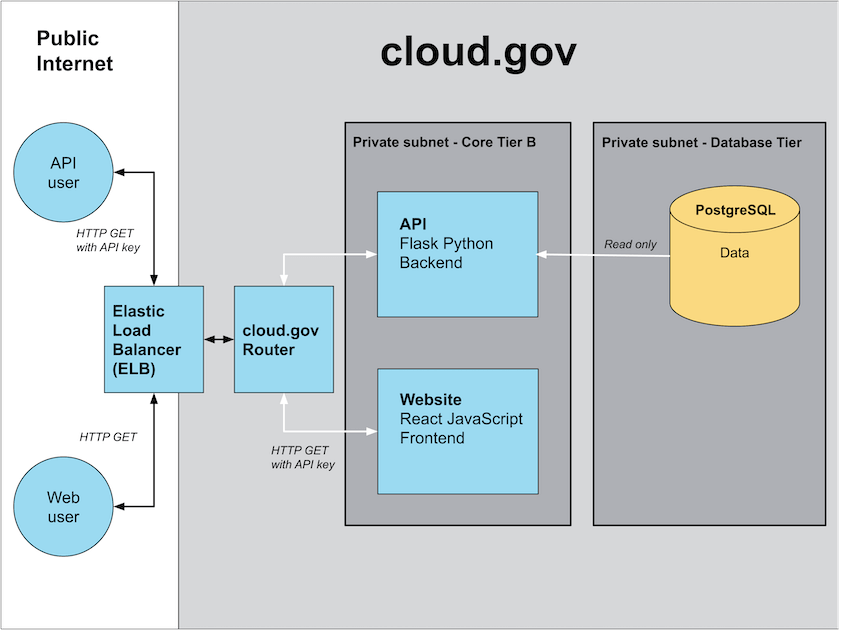 Public
Internet
cloud.gov
API
user
HTTP GET
with API key
Elastic
Load
Balancer
(ELB)
cloud.gov
Router
HTTP GET
Web
user
HTTP GET
with API key
Private subnet - Core Tier B
API
Flask Python
Backend
Website
React JavaScript
Frontend
Private subnet - Database Tier
Read only
PostgreSQL
Data